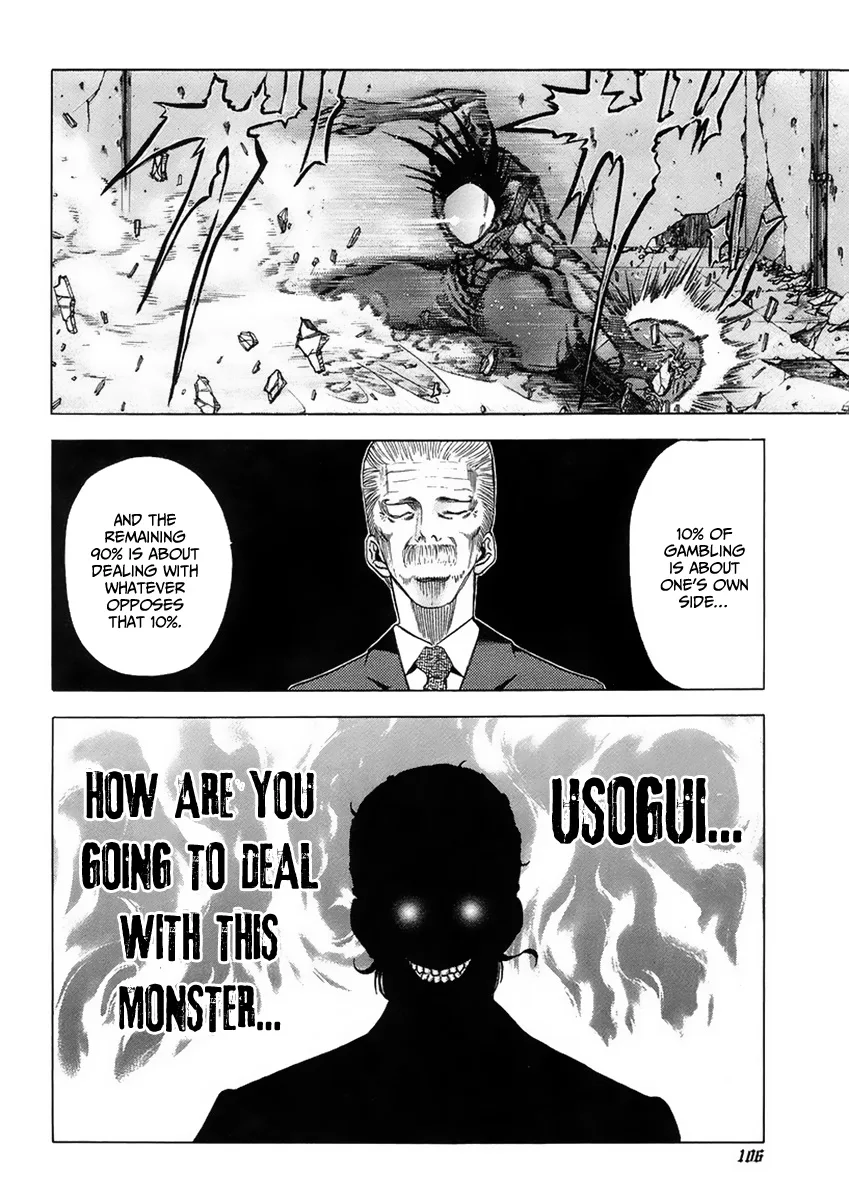 10% OF
GAMBLING
IS ABOUT
ONE'S OWN
SIDE...
AND THE
REMAINING
90% IS ABOUT
DEALING WITH
WHATEVER
OPPOSES
THAT 10%.
USOGUI...
HOW ARE YOU
GOING TO DEAL
WITH THIS
MONSTER...
106